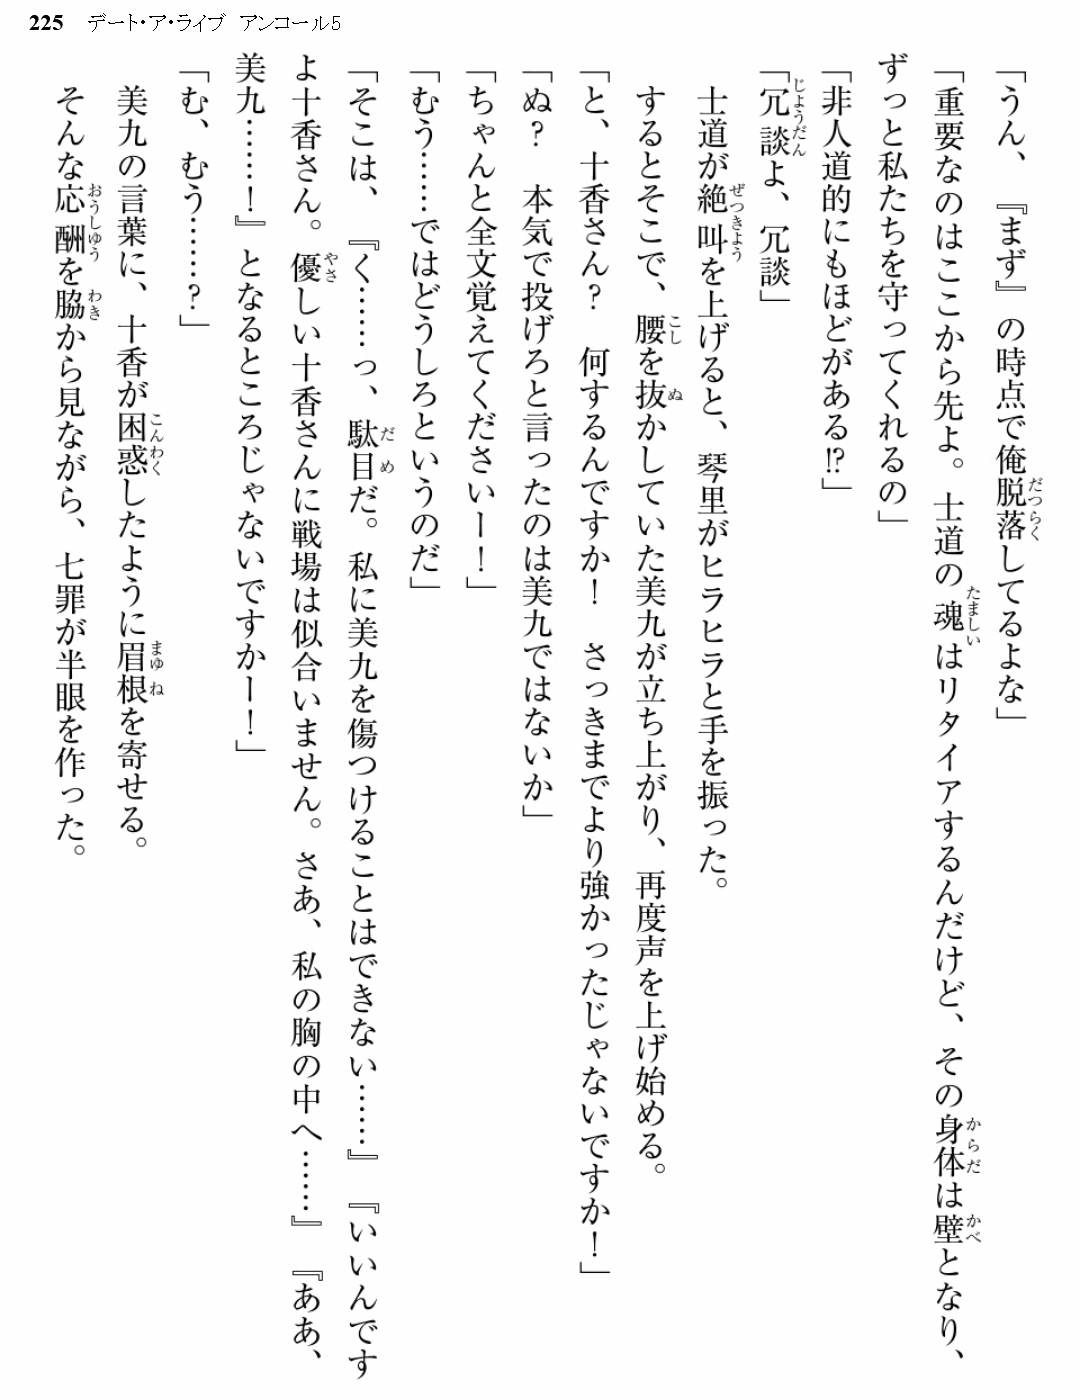 225 デート・ア・ライブ アンコール5
「うん、『まず』の時点で俺脱落してるよな」
「重要なのはここから先よ。士道の魂はリタイアするんだけど、その身体は壁となり、
ずっと私たちを守ってくれるの」
「非人道的にもほどがある!?」
「冗談よ、冗談」
　士道が絶叫を上げると、琴里がヒラヒラと手を振った。
　するとそこで、腰を抜かしていた美九が立ち上がり、再度声を上げ始める。
「と、十香さん？　何するんですか！　さっきまでより強かったじゃないですか！」
「ぬ？　本気で投げろと言ったのは美九ではないか」
「ちゃんと全文覚えてくださいー！」
「むう……ではどうしろというのだ」
「そこは、『く……っ、駄目だ。私に美九を傷つけることはできない……』『いいんです
よ十香さん。優しい十香さんに戦場は似合いません。さあ、私の胸の中へ……』『ああ、
美九……！』となるところじゃないですかー！」
「む、むう……？」
　美九の言葉に、十香が困惑したように眉根を寄せる。
　そんな応酬を脇から見ながら、七罪が半眼を作った。